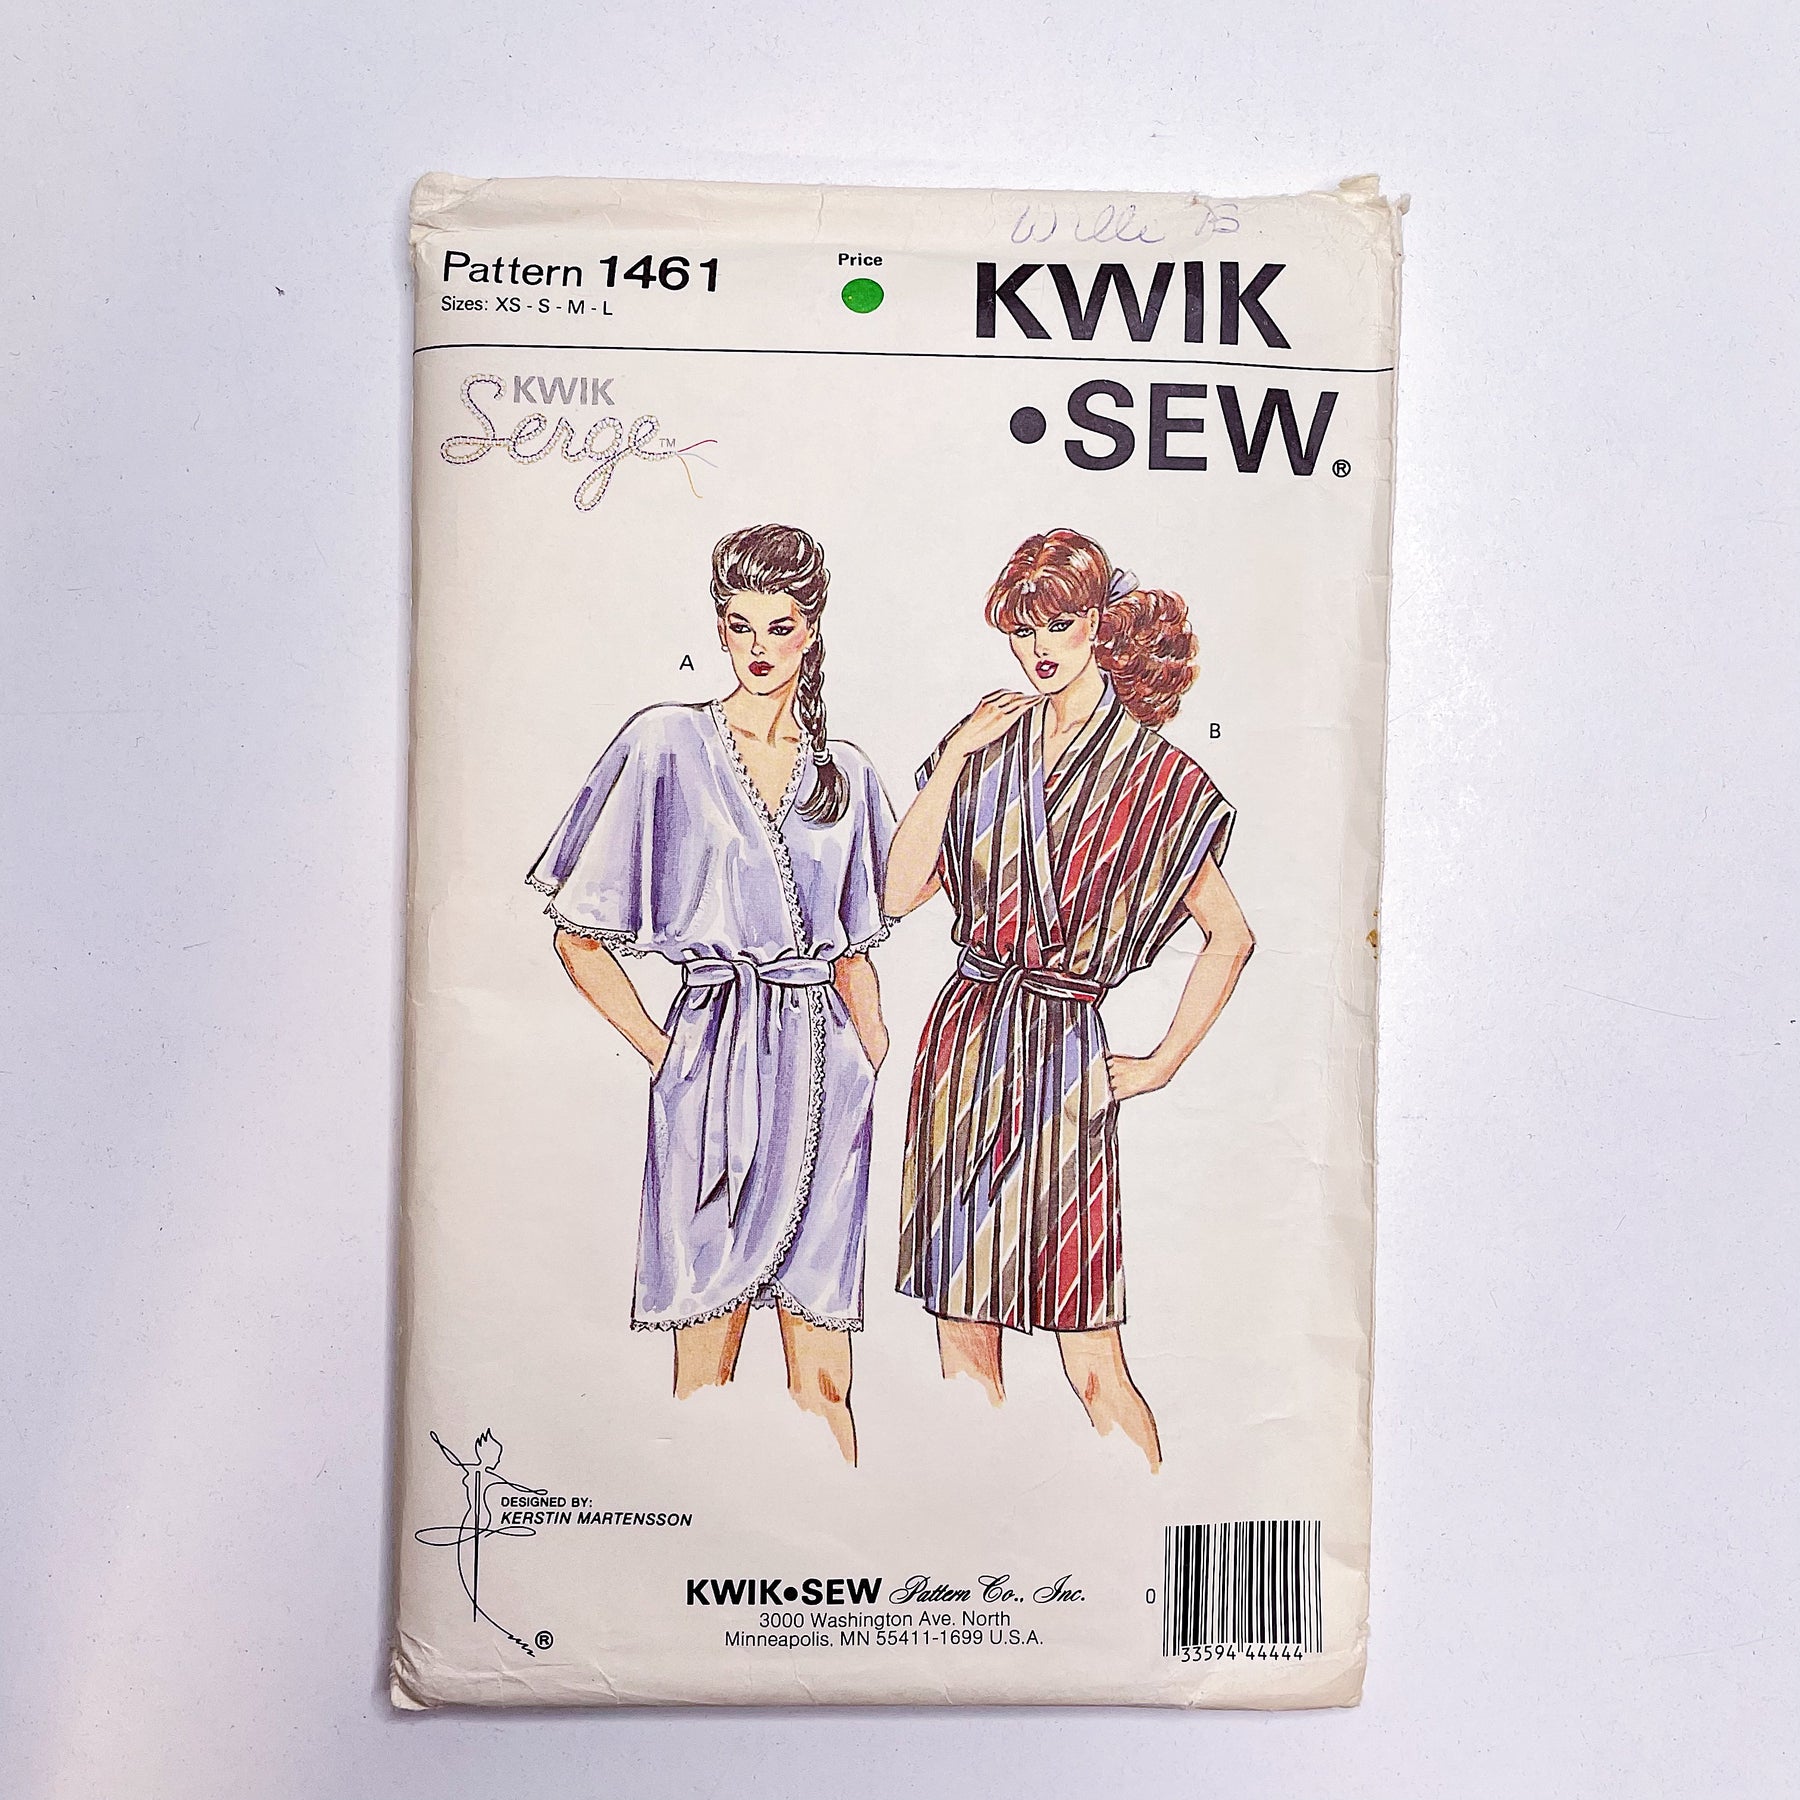 Pattern 1461
Sizes: XS - S - M - L
Price
KWIK
•SEW®
KWIK
Serge™
A
B
DESIGNED BY:
KERSTIN MARTENSSON
®
KWIK•SEW Pattern Co., Inc.
3000 Washington Ave. North
Minneapolis, MN 55411-1699 U.S.A.
0 33594 44444